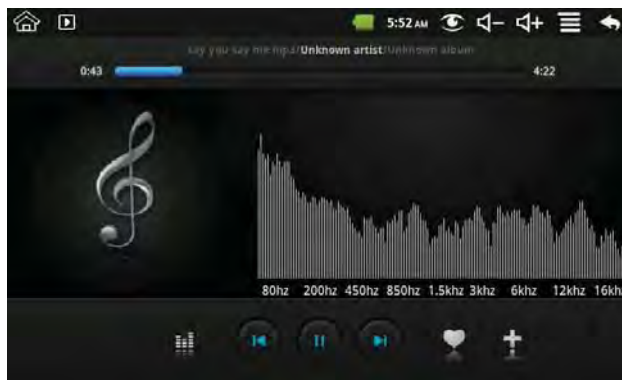 5:52 AM
say you say me.mp3/Unknown artist/Unknown album
0:43 4:22
80hz 200hz 450hz 850hz 1.5khz 3khz 6khz 12khz 16kh